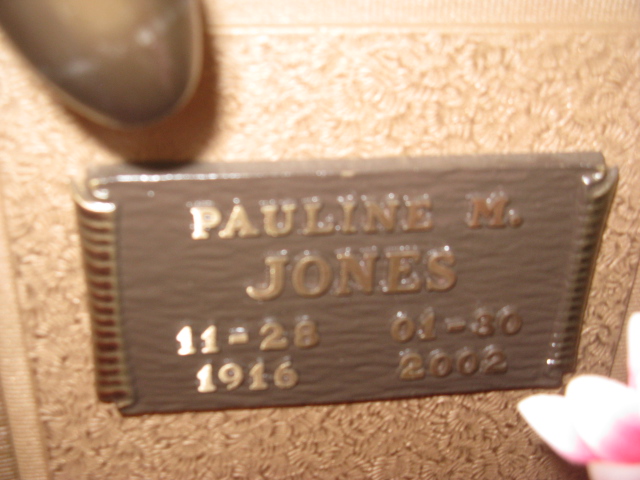 PAULINE M.
JONES
11-28 01-30
1916 2002